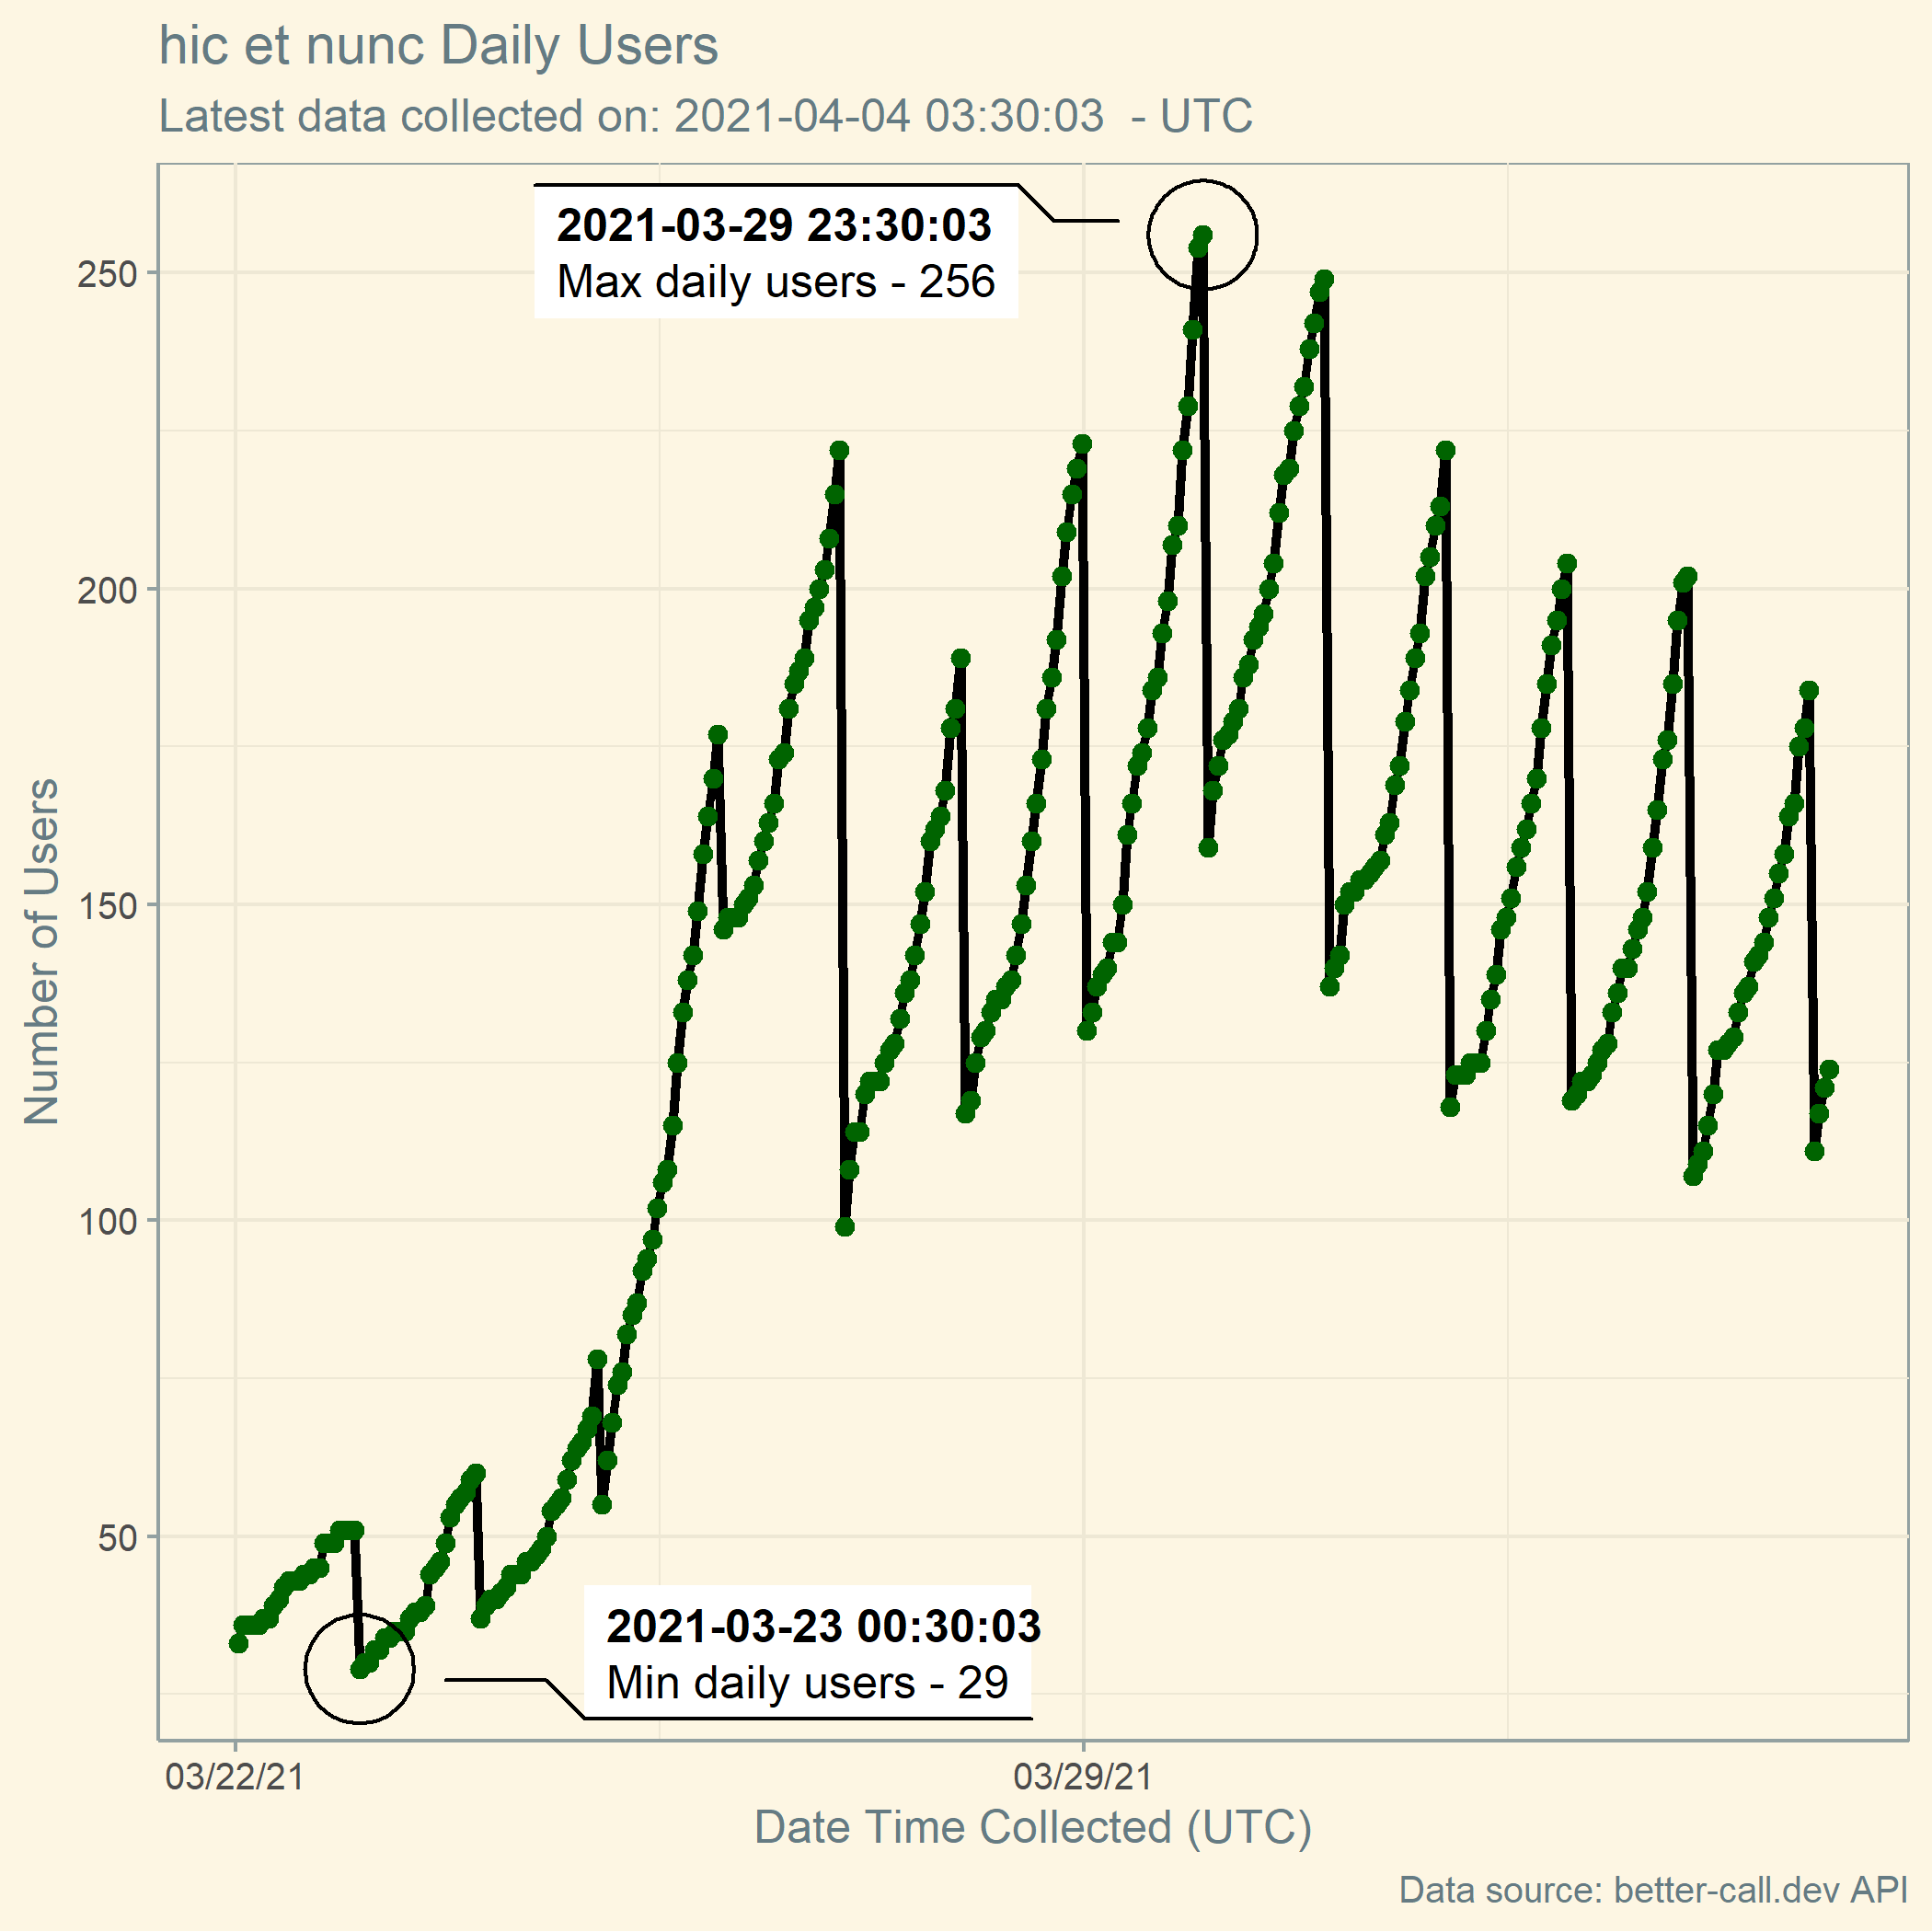 hic et nunc Daily Users
Latest data collected on: 2021-04-04 03:30:03  - UTC
2021-03-29 23:30:03
Max daily users - 256
250
200
150
100
50
Number of Users
2021-03-23 00:30:03
Min daily users - 29
03/22/21
03/29/21
Date Time Collected (UTC)
Data source: better-call.dev API